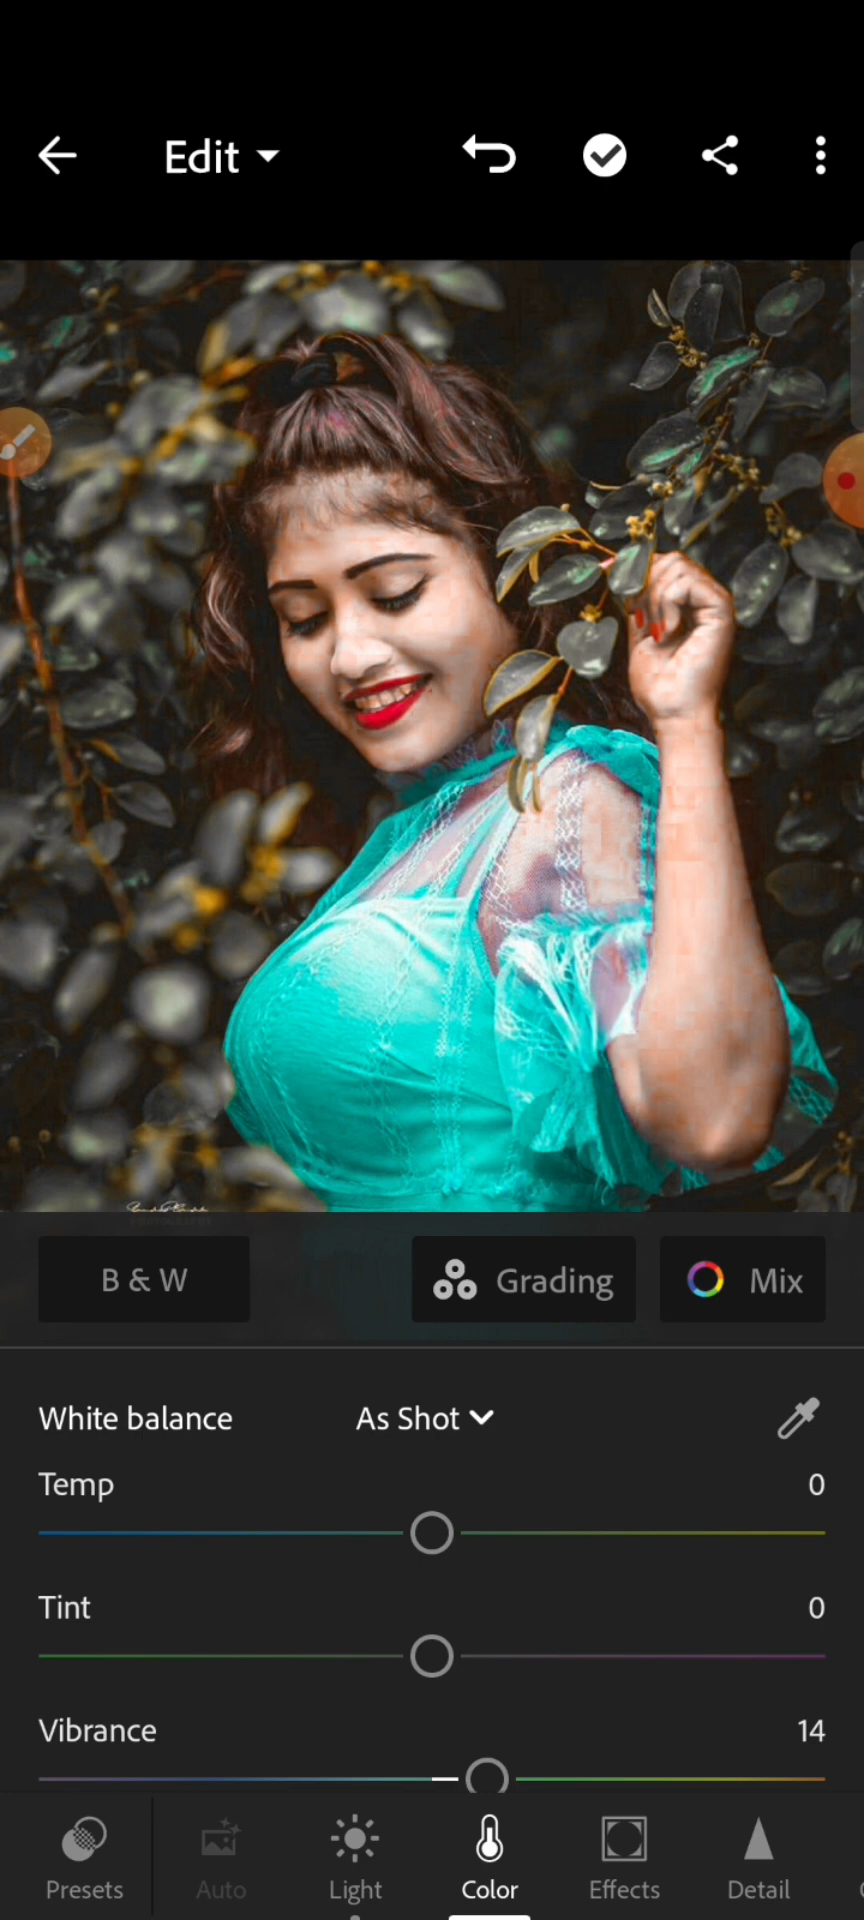 Edit
B & W
Grading
Mix
White balance
As Shot
Temp
0
Tint
0
Vibrance
14
Presets
Auto
Light
Color
Effects
Detail